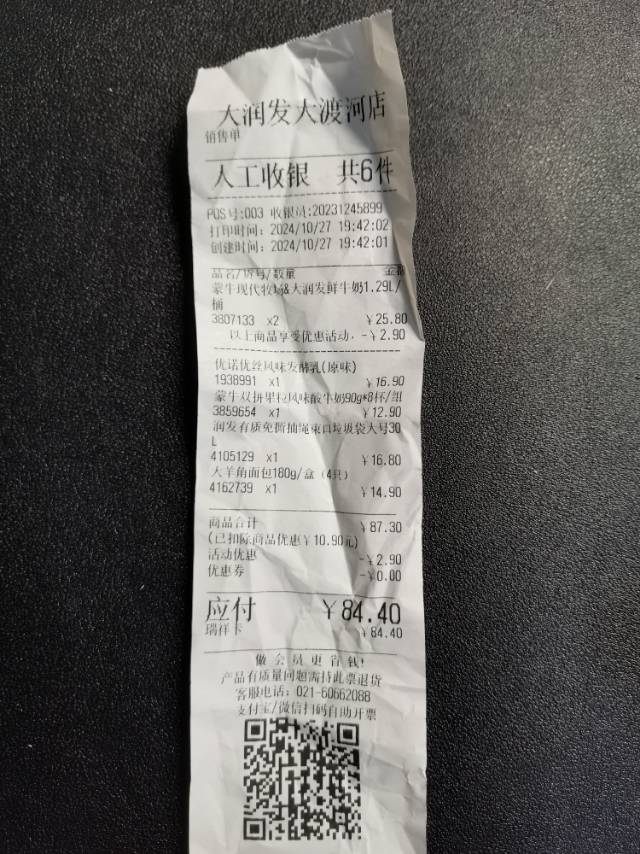 大润发大渡河店
销售单
人工收银 共6件
POS号:003 收银员:20231245899
打印时间: 2024/10/27 19:42:02
创建时间: 2024/10/27 19:42:01
品名/货号/数量 金额
蒙牛现代牧场&大润发鲜牛奶1.29L/
桶
3807133 x2 ￥25.80
以上商品享受优惠活动, -￥2.90
优诺优丝风味发酵乳(原味)
1938991 x1 ￥16.90
蒙牛双拼果粒风味酸牛奶90g*8杯/组
3859654 x1 ￥12.90
润发有质免撕抽绳束口垃圾袋大号30
L
4105129 x1 ￥16.80
大羊角面包180g/盒 (4只)
4162739 x1 ￥14.90
商品合计 ￥87.30
(已扣除商品优惠￥10.90元)
活动优惠 -￥2.90
优惠券 -￥0.00
应付 ￥84.40
瑞祥卡 ￥84.40
做会员更省钱!
产品有质量问题需持此票退货
客服电话: 021-60662088
支付宝/微信扫码自助开票